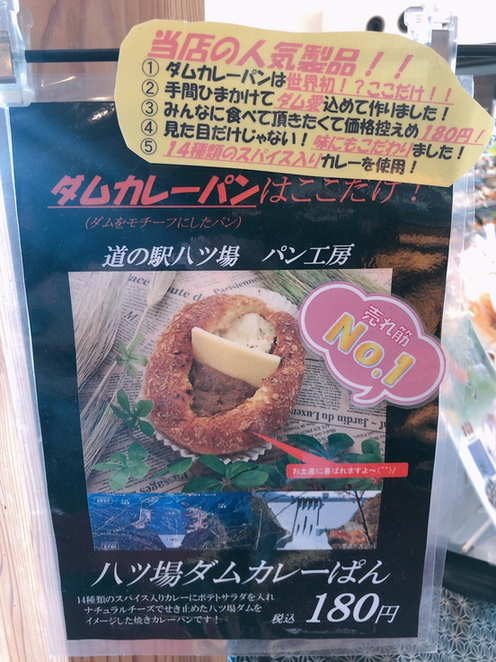 当店の人気製品！！
① ダムカレーパンは世界初！？ここだけ！！
② 手間ひまかけてダム愛込めて作りました！
③ みんなに食べて頂きたくて価格控え め180円！
④ 見た目だけじゃない！味にもこだわりました！
⑤ 14種類のスパイス入りカレーを使用！
ダムカレーパンはここだけ！
(ダムをモチーフにしたパン)
道の駅八ツ場 パン工房
売れ筋
No.1
Jardin du Luxem
お土産に喜ばれますよ～(^^)/
八ツ場ダムカレーぱん
14種類のスパイス入りカレーにポテトサラダを入れ
ナチュラルチーズでせき止めた八ツ場ダムを
イメージした焼きカレーパンです！
税込 180円